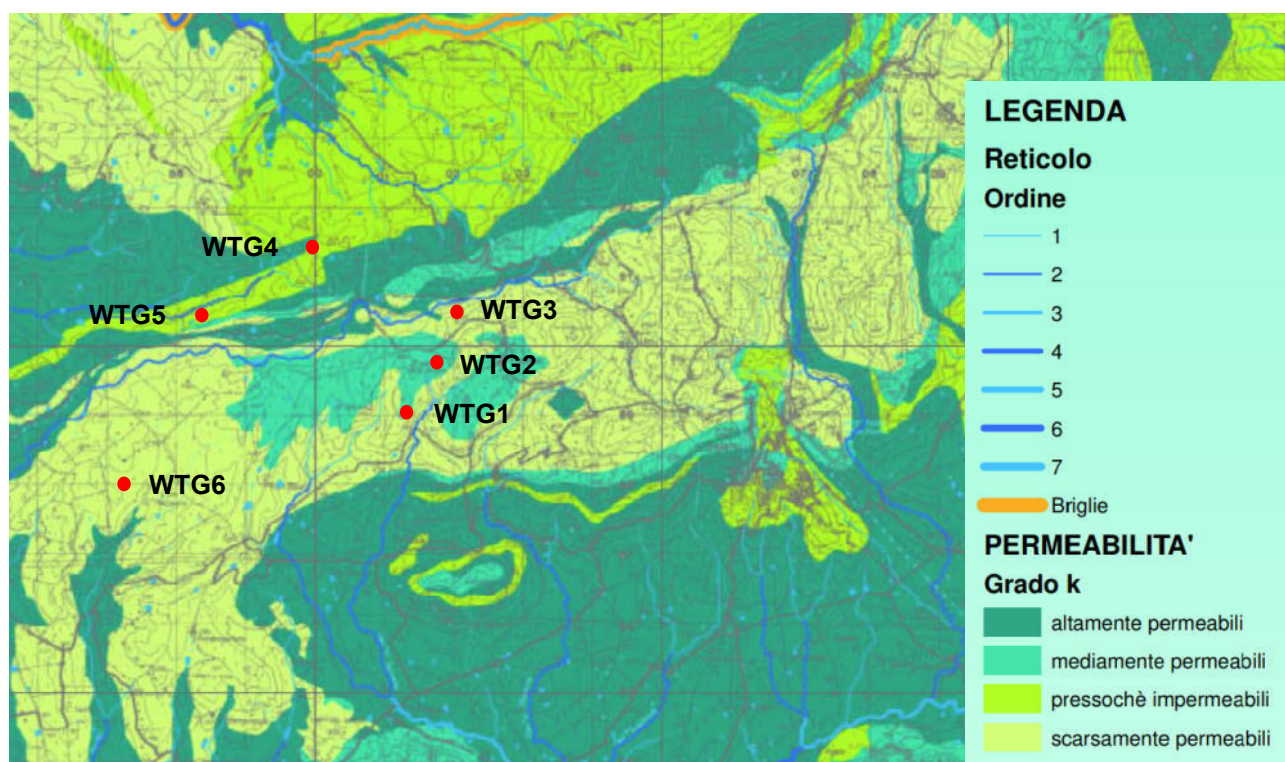 WTG4
WTG5
WTG3
WTG2
WTG1
WTG6
LEGENDA
Reticolo
Ordine
1
2
3
4
5
6
7
Briglie
PERMEABILITA'
Grado k
altamente permeabili
mediamente permeabili
pressochè impermeabili
scarsamente permeabili